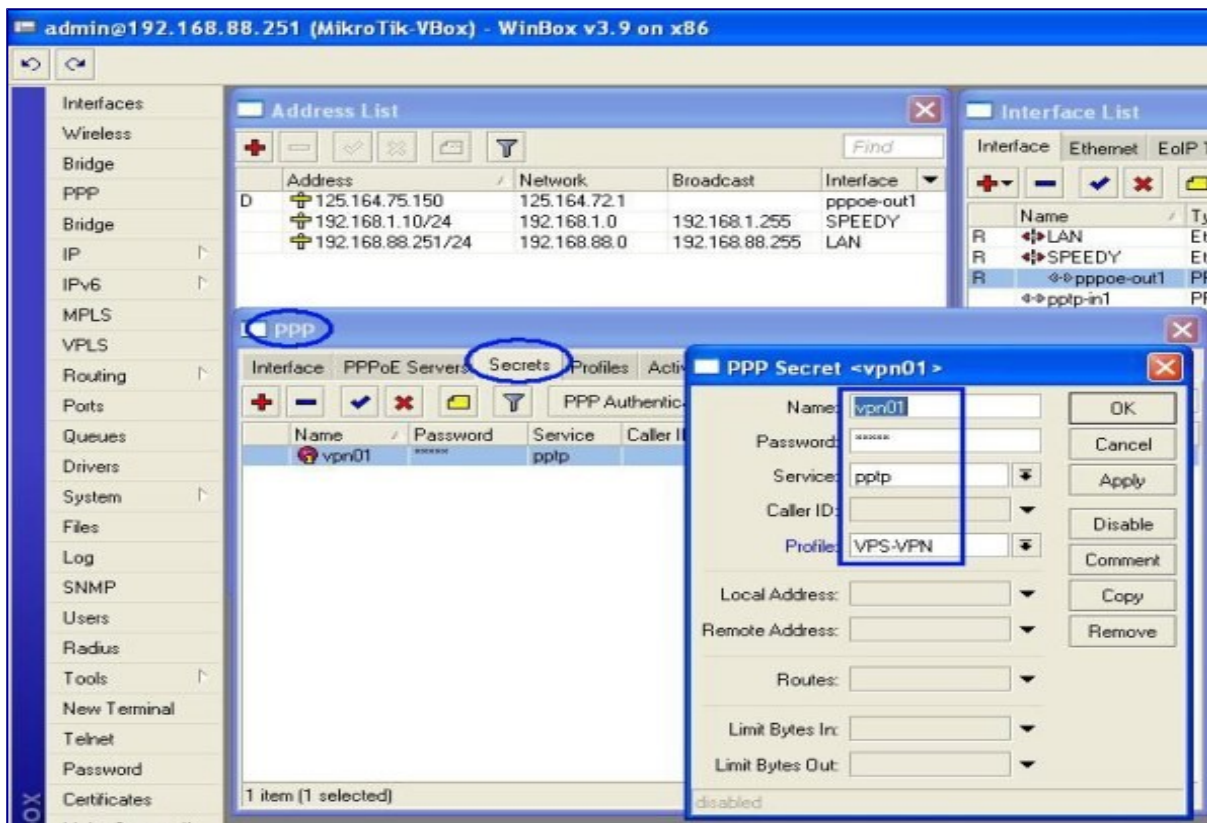 admin@192.168.88.251 (MikroTik-VBox) - WinBox v3.9 on x86
Interfaces
Wireless
Bridge
PPP
Bridge
IP
IPv6
MPLS
VPLS
Routing
Ports
Queues
Drivers
System
Files
Log
SNMP
Users
Radius
Tools
New Terminal
Telnet
Password
Certificates
Address List
Find
Address Network Broadcast Interface
D 125.164.75.150 125.164.72.1 pppoe-out1
192.168.1.10/24 192.168.1.0 192.168.1.255 SPEEDY
192.168.88.251/24 192.168.88.0 192.168.88.255 LAN
Interface List
Interface Ethernet EoIP
Name
R LAN
R SPEEDY
R pppoe-out1
pptp-in1
PPP
Interface PPPoE Servers Secrets Profiles Activ
PPP Authentic
Name Password Service Caller I
vpn01 ***** pptp
1 item (1 selected)
PPP Secret <vpn01>
Name: vpn01
Password: *****
Service: pptp
Caller ID:
Profile: VPS-VPN
Local Address:
Remote Address:
Routes:
Limit Bytes In:
Limit Bytes Out:
disabled
OK
Cancel
Apply
Disable
Comment
Copy
Remove